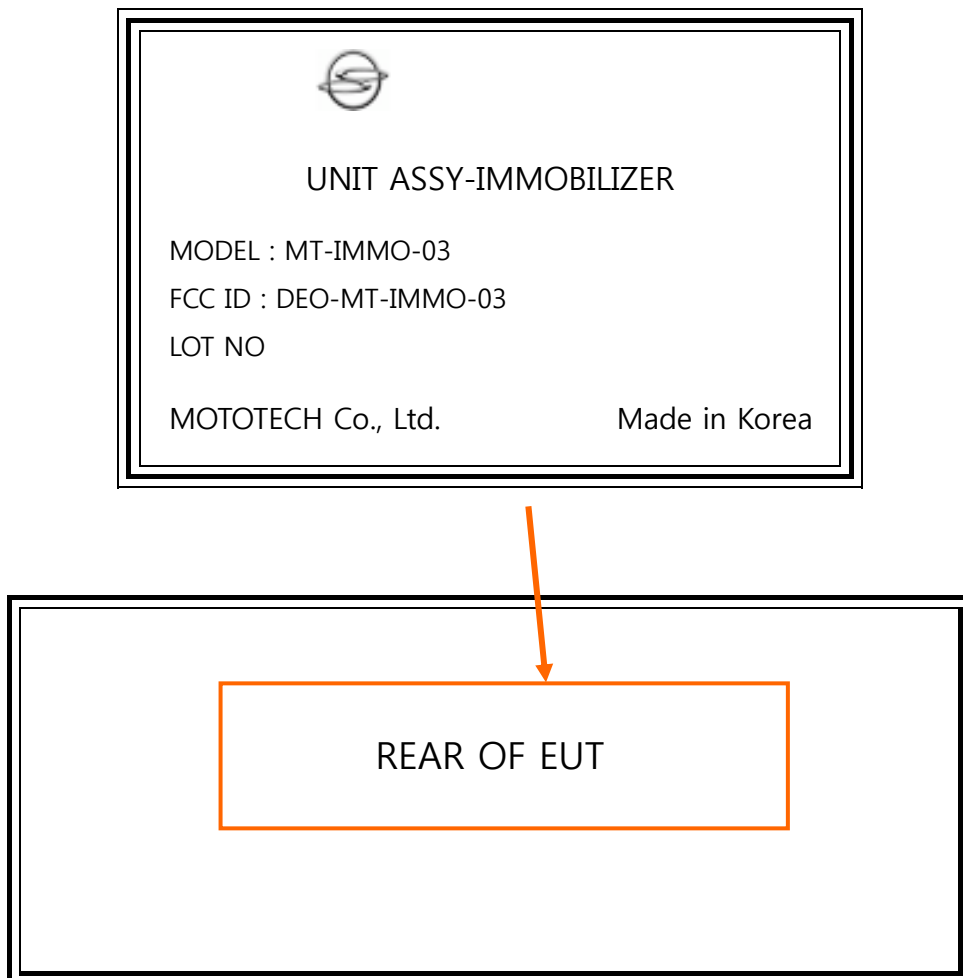 UNIT ASSY-IMMOBILIZER
MODEL : MT-IMMO-03
FCC ID : DEO-MT-IMMO-03
LOT NO
MOTOTECH Co., Ltd. Made in Korea
REAR OF EUT